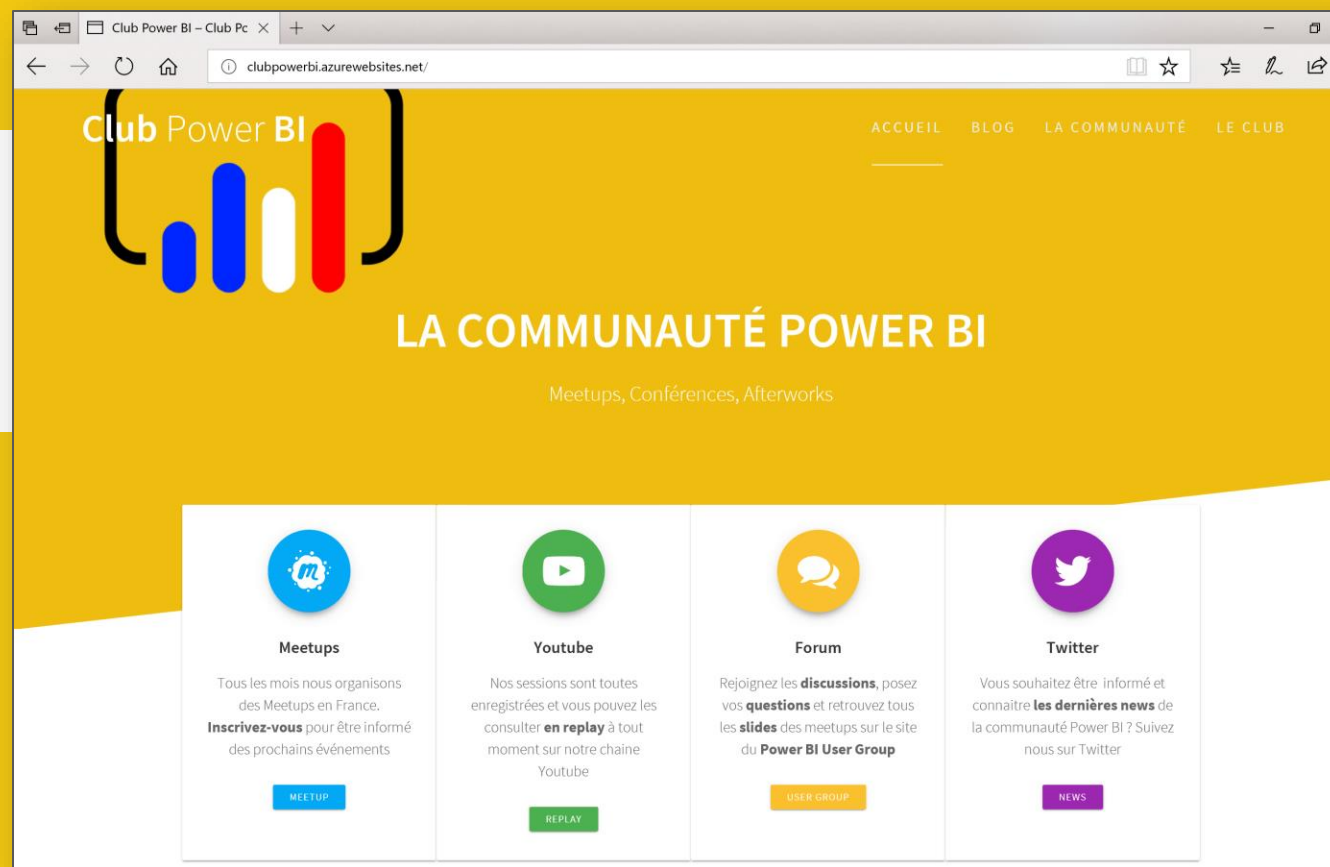 Club Power BI – Club Pc
clubpowerbi.azurewebsites.net/
Club Power BI
ACCUEIL BLOG LA COMMUNAUTÉ LE CLUB
LA COMMUNAUTÉ POWER BI
Meetups, Conférences, Afterworks
Meetups
Tous les mois nous organisons
des Meetups en France.
Inscrivez-vous pour être informé
des prochains événements
MEETUP
Youtube
Nos sessions sont toutes
enregistrées et vous pouvez les
consulter en replay à tout
moment sur notre chaine
Youtube
REPLAY
Forum
Rejoignez les discussions, posez
vos questions et retrouvez tous
les slides des meetups sur le site
du Power BI User Group
USER GROUP
Twitter
Vous souhaitez être informé et
connaitre les dernières news de
la communauté Power BI ? Suivez
nous sur Twitter
NEWS